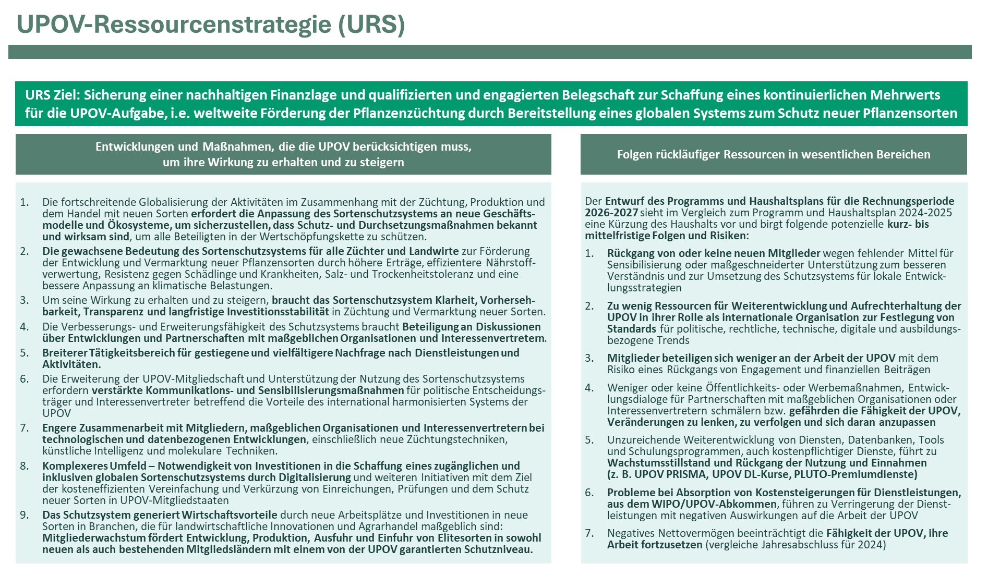 UPOV-Ressourcenstrategie (URS)
URS Ziel: Sicherung einer nachhaltigen Finanzlage und qualifizierten und engagierten Belegschaft zur Schaffung eines kontinuierlichen Mehrwerts
für die UPOV-Aufgabe, i.e. weltweite Förderung der Pflanzenzüchtung durch Bereitstellung eines globalen Systems zum Schutz neuer Pflanzensorten
Entwicklungen und Maßnahmen, die die UPOV berücksichtigen muss,
um ihre Wirkung zu erhalten und zu steigern
1. Die fortschreitende Globalisierung der Aktivitäten im Zusammenhang mit der Züchtung, Produktion und
dem Handel mit neuen Sorten erfordert die Anpassung des Sortenschutzsystems an neue Geschäfts-
modelle und Ökosysteme, um sicherzustellen, dass Schutz- und Durchsetzungsmaßnahmen bekannt
und wirksam sind, um alle Beteiligten in der Wertschöpfungskette zu schützen.
2. Die gewachsene Bedeutung des Sortenschutzsystems für alle Züchter und Landwirte zur Förderung
der Entwicklung und Vermarktung neuer Pflanzensorten durch höhere Erträge, effizientere Nährstoff-
verwertung, Resistenz gegen Schädlinge und Krankheiten, Salz- und Trockenheitstoleranz und eine
bessere Anpassung an klimatische Belastungen.
3. Um seine Wirkung zu erhalten und zu steigern, braucht das Sortenschutzsystem Klarheit, Vorherseh-
barkeit, Transparenz und langfristige Investitionsstabilität in Züchtung und Vermarktung neuer Sorten.
4. Die Verbesserungs- und Erweiterungsfähigkeit des Schutzsystems braucht Beteiligung an Diskussionen
über Entwicklungen und Partnerschaften mit maßgeblichen Organisationen und Interessenvertretern.
5. Breiterer Tätigkeitsbereich für gestiegene und vielfältigere Nachfrage nach Dienstleistungen und
Aktivitäten.
6. Die Erweiterung der UPOV-Mitgliedschaft und Unterstützung der Nutzung des Sortenschutzsystems
erfordern verstärkte Kommunikations- und Sensibilisierungsmaßnahmen für politische Entscheidungs-
träger und Interessenvertreter betreffend die Vorteile des international harmonisierten Systems der
UPOV
7. Engere Zusammenarbeit mit Mitgliedern, maßgeblichen Organisationen und Interessenvertretern bei
technologischen und datenbezogenen Entwicklungen, einschließlich neue Züchtungstechniken,
künstliche Intelligenz und molekulare Techniken.
8. Komplexeres Umfeld – Notwendigkeit von Investitionen in die Schaffung eines zugänglichen und
inklusiven globalen Sortenschutzsystems durch Digitalisierung und weiteren Initiativen mit dem Ziel
der kosteneffizienten Vereinfachung und Verkürzung von Einreichungen, Prüfungen und dem Schutz
neuer Sorten in UPOV-Mitgliedstaaten
9. Das Schutzsystem generiert Wirtschaftsvorteile durch neue Arbeitsplätze und Investitionen in neue
Sorten in Branchen, die für landwirtschaftliche Innovationen und Agrarhandel maßgeblich sind:
Mitgliederwachstum fördert Entwicklung, Produktion, Ausfuhr und Einfuhr von Elitesorten in sowohl
neuen als auch bestehenden Mitgliedsländern mit einem von der UPOV garantierten Schutzniveau.
Folgen rückläufiger Ressourcen in wesentlichen Bereichen
Der Entwurf des Programms und Haushaltsplans für die Rechnungsperiode
2026-2027 sieht im Vergleich zum Programm und Haushaltsplan 2024-2025
eine Kürzung des Haushalts vor und birgt folgende potenzielle kurz- bis
mittelfristige Folgen und Risiken:
1. Rückgang von oder keine neuen Mitglieder wegen fehlender Mittel für
Sensibilisierung oder maßgeschneiderter Unterstützung zum besseren
Verständnis und zur Umsetzung des Schutzsystems für lokale Entwick-
lungsstrategien
2. Zu wenig Ressourcen für Weiterentwicklung und Aufrechterhaltung der
UPOV in ihrer Rolle als internationale Organisation zur Festlegung von
Standards für politische, rechtliche, technische, digitale und ausbildungs-
bezogene Trends
3. Mitglieder beteiligen sich weniger an der Arbeit der UPOV mit dem
Risiko eines Rückgangs von Engagement und finanziellen Beiträgen
4. Weniger oder keine Öffentlichkeits- oder Werbemaßnahmen, Entwick-
lungsdialoge für Partnerschaften mit maßgeblichen Organisationen oder
Interessenvertretern schmälern bzw. gefährden die Fähigkeit der UPOV,
Veränderungen zu lenken, zu verfolgen und sich daran anzupassen
5. Unzureichende Weiterentwicklung von Diensten, Datenbanken, Tools
und Schulungsprogrammen, auch kostenpflichtiger Dienste, führt zu
Wachstumsstillstand und Rückgang der Nutzung und Einnahmen
(z. B. UPOV PRISMA, UPOV DL-Kurse, PLUTO-Premiumdienste)
6. Probleme bei Absorption von Kostensteigerungen für Dienstleistungen,
aus dem WIPO/UPOV-Abkommen, führen zu Verringerung der Dienst-
leistungen mit negativen Auswirkungen auf die Arbeit der UPOV
7. Negatives Nettovermögen beeinträchtigt die Fähigkeit der UPOV, ihre
Arbeit fortzusetzen (vergleiche Jahresabschluss für 2024)